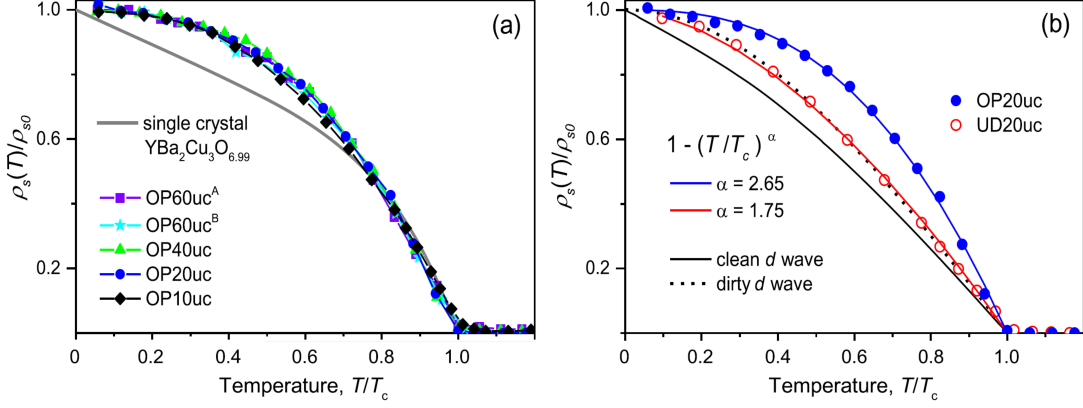 (a)
ρs(T)/ρs0
1.0
0.6
0.2
single crystal
YBa2Cu3O6.99
OP60ucA
OP60ucB
OP40uc
OP20uc
OP10uc
0 0.2 0.4 0.6 0.8 1.0
Temperature, T/Tc
(b)
ρs(T)/ρs0
1.0
0.6
0.2
OP20uc
UD20uc
1 - (T/Tc) α
α = 2.65
α = 1.75
clean d wave
dirty d wave
0 0.2 0.4 0.6 0.8 1.0
Temperature, T/Tc